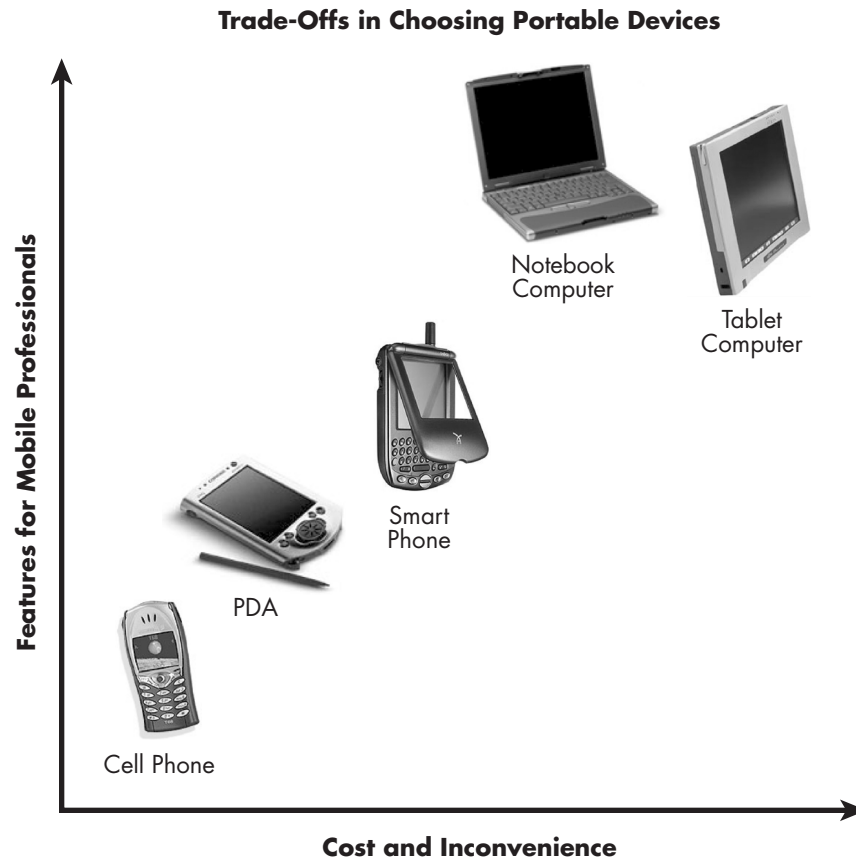 Trade-Offs in Choosing Portable Devices
Features for Mobile Professionals
Notebook
Computer
Tablet
Computer
Smart
Phone
PDA
Cell Phone
Cost and Inconvenience